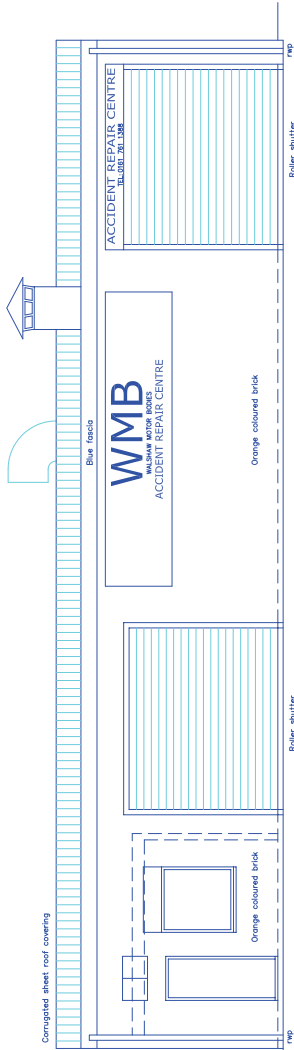 Corrugated sheet roof covering
Blue fascia
ACCIDENT REPAIR CENTRE
TEL: 0161 761 1388
WMB
WALSHAW MOTOR BODIES
ACCIDENT REPAIR CENTRE
Orange coloured brick
Orange coloured brick
rwp
Roller shutter
Roller shutter
rwp